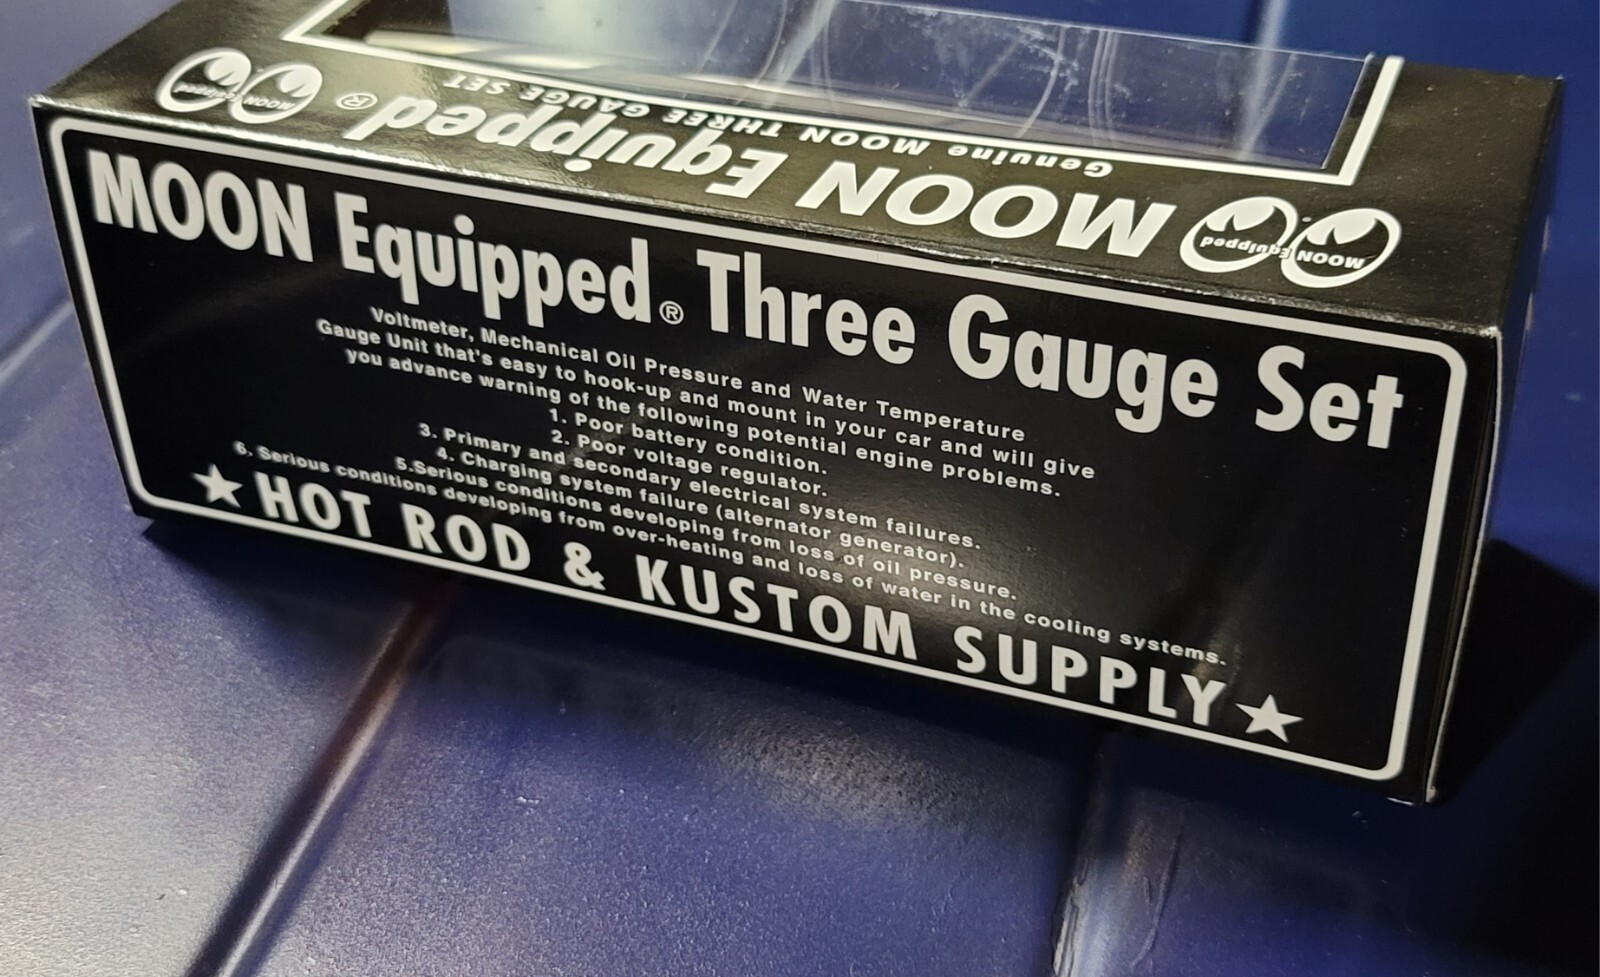 MOON Equipped
MOON Equipped ®
Genuine MOON THREE GAUGE SET
MOON Equipped
MOON Equipped® Three Gauge Set
Voltmeter, Mechanical Oil Pressure and Water Temperature
Gauge Unit that's easy to hook-up and mount in your car and will give
you advance warning of the following potential engine problems.
1. Poor battery condition.
2. Poor voltage regulator.
3. Primary and secondary electrical system failures.
4. Charging system failure (alternator generator).
5.Serious conditions developing from loss of oil pressure.
6. Serious conditions developing from over-heating and loss of water in the cooling systems.
★ HOT ROD & KUSTOM SUPPLY ★